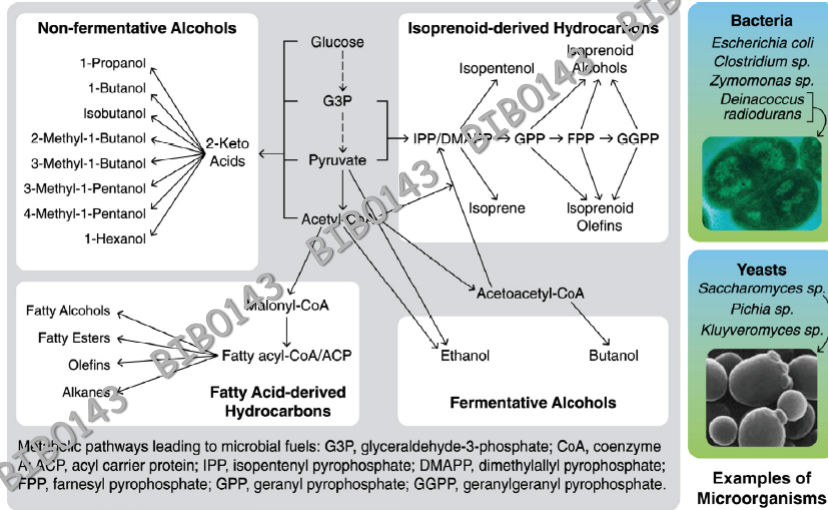 Non-fermentative Alcohols
1-Propanol
1-Butanol
Isobutanol
2-Methyl-1-Butanol
3-Methyl-1-Butanol
3-Methyl-1-Pentanol
4-Methyl-1-Pentanol
1-Hexanol
2-Keto
Acids
Glucose
G3P
Pyruvate
Acetyl-CoA
Isoprenoid-derived Hydrocarbons
Isopentenol
Isoprenoid
Alcohols
IPP/DMAPP
GPP
FPP
GGPP
Isoprene
Isoprenoid
Olefins
Malonyl-CoA
Acetoacetyl-CoA
Fatty Alcohols
Fatty Esters
Olefins
Alkanes
Fatty acyl-CoA/ACP
Fatty Acid-derived
Hydrocarbons
Ethanol
Butanol
Fermentative Alcohols
Metabolic pathways leading to microbial fuels: G3P, glyceraldehyde-3-phosphate; CoA, coenzyme
A; ACP, acyl carrier protein; IPP, isopentenyl pyrophosphate; DMAPP, dimethylallyl pyrophosphate;
FPP, farnesyl pyrophosphate; GPP, geranyl pyrophosphate; GGPP, geranylgeranyl pyrophosphate.
Bacteria
Escherichia coli
Clostridium sp.
Zymomonas sp.
Deinacoccus
radiodurans
Yeasts
Saccharomyces sp.
Pichia sp.
Kluyveromyces sp.
Examples of
Microorganisms
BIBO143
BIBO143
BIBO143
BIBO143
BIBO143